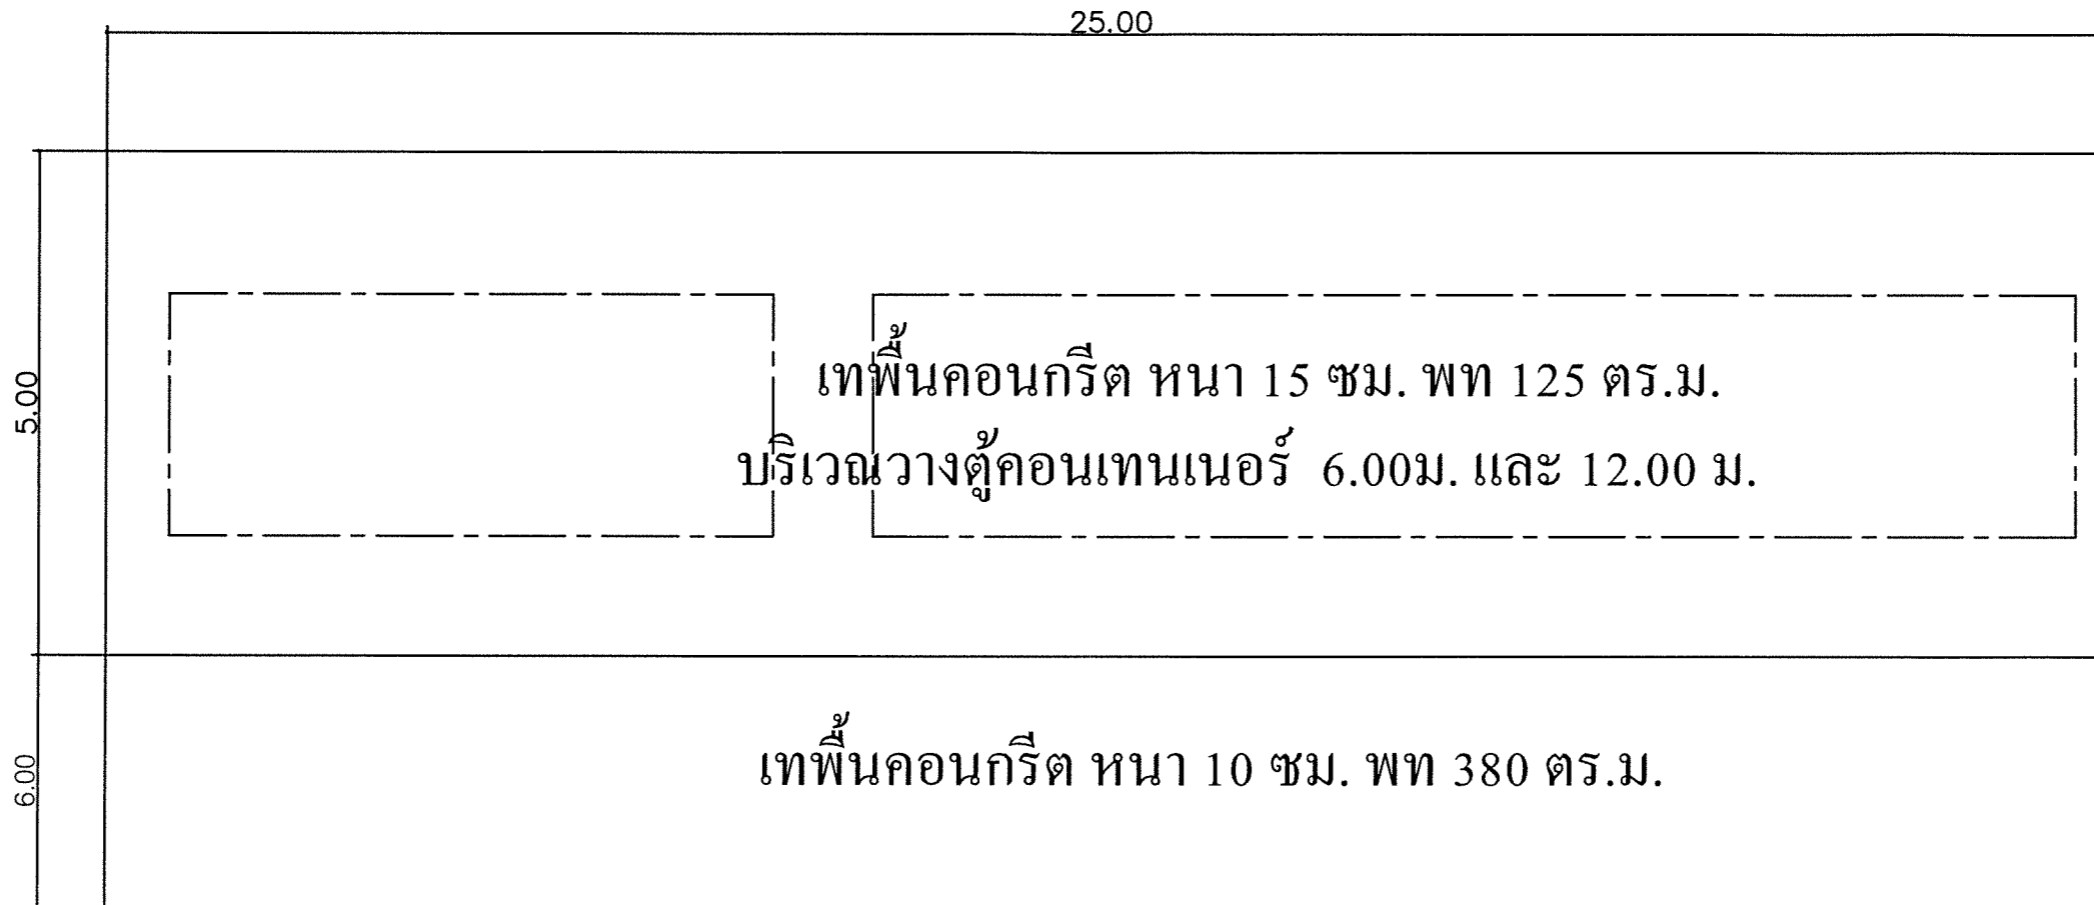 25.00
5.00
เทพื้นคอนกรีต หนา 15 ซม. พท 125 ตร.ม.
บริเวณวางตู้คอนเทนเนอร์ 6.00ม. และ 12.00 ม.
6.00
เทพื้นคอนกรีต หนา 10 ซม. พท 380 ตร.ม.